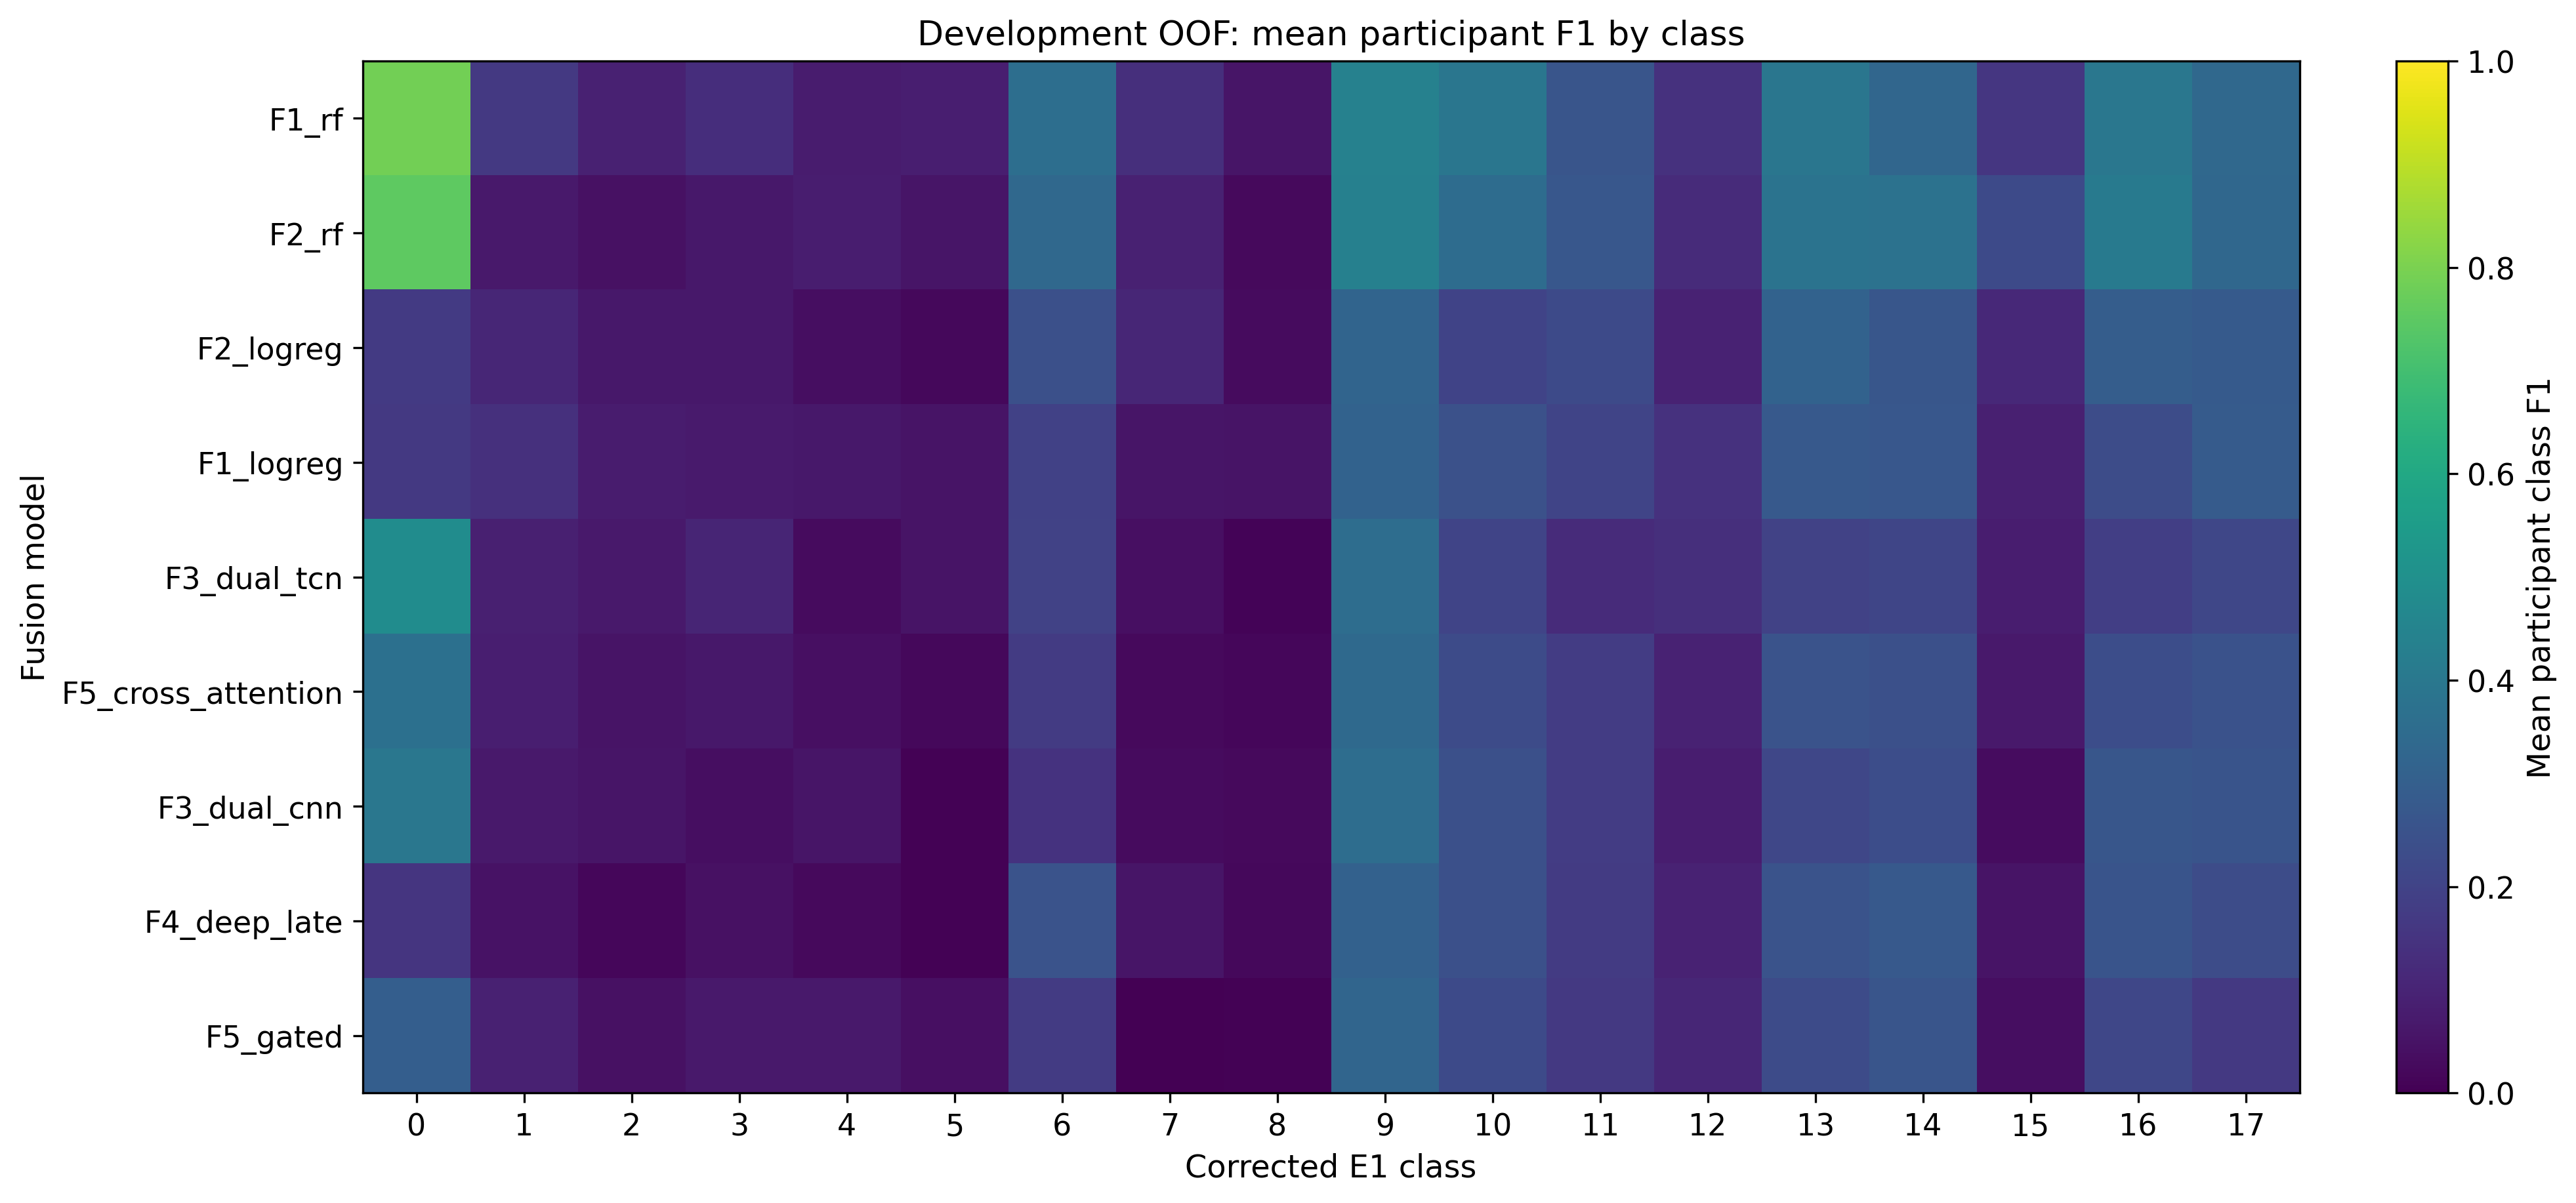 Development OOF: mean participant F1 by class
Fusion model
F1_rf
F2_rf
F2_logreg
F1_logreg
F3_dual_tcn
F5_cross_attention
F3_dual_cnn
F4_deep_late
F5_gated
0 1 2 3 4 5 6 7 8 9 10 11 12 13 14 15 16 17
Corrected E1 class
1.0
0.8
0.6
0.4
0.2
0.0
Mean participant class F1